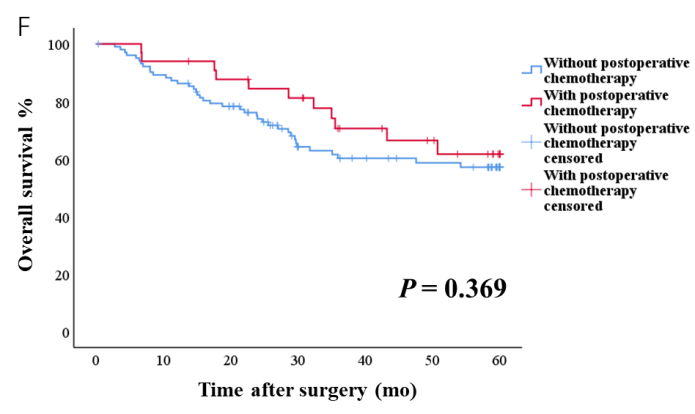 F
Overall survival %
100
80
60
40
20
0
0 10 20 30 40 50 60
Time after surgery (mo)
P = 0.369
Without postoperative
chemotherapy
With postoperative
chemotherapy
Without postoperative
chemotherapy
censored
With postoperative
chemotherapy
censored